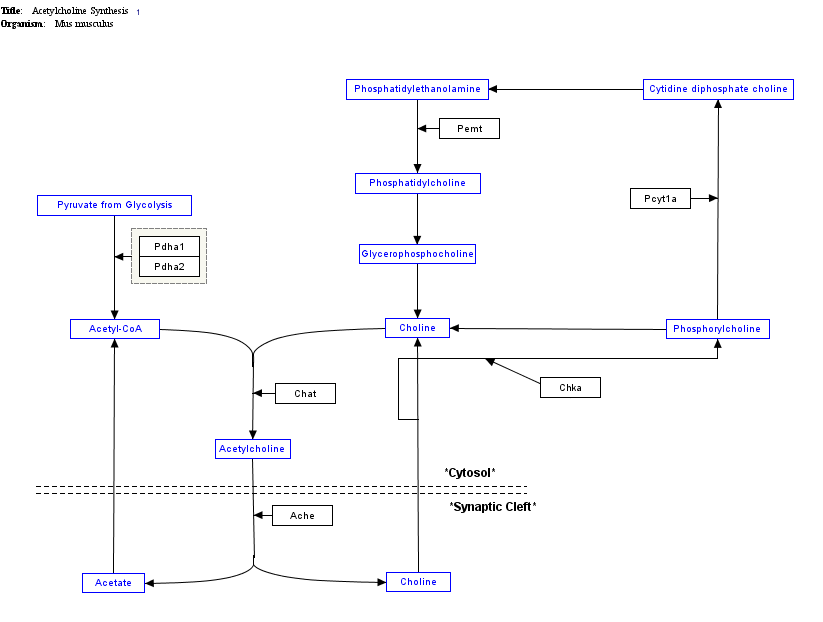 Title: Acetylcholine Synthesis 1
Organism: Mus musculus
Phosphatidylethanolamine
Cytidine diphosphate choline
Pemt
Phosphatidylcholine
Pcyt1a
Pyruvate from Glycolysis
Pdha1
Pdha2
Glycerophosphocholine
Acetyl-CoA
Choline
Phosphorylcholine
Chka
Chat
Acetylcholine
*Cytosol*
*Synaptic Cleft*
Ache
Acetate
Choline